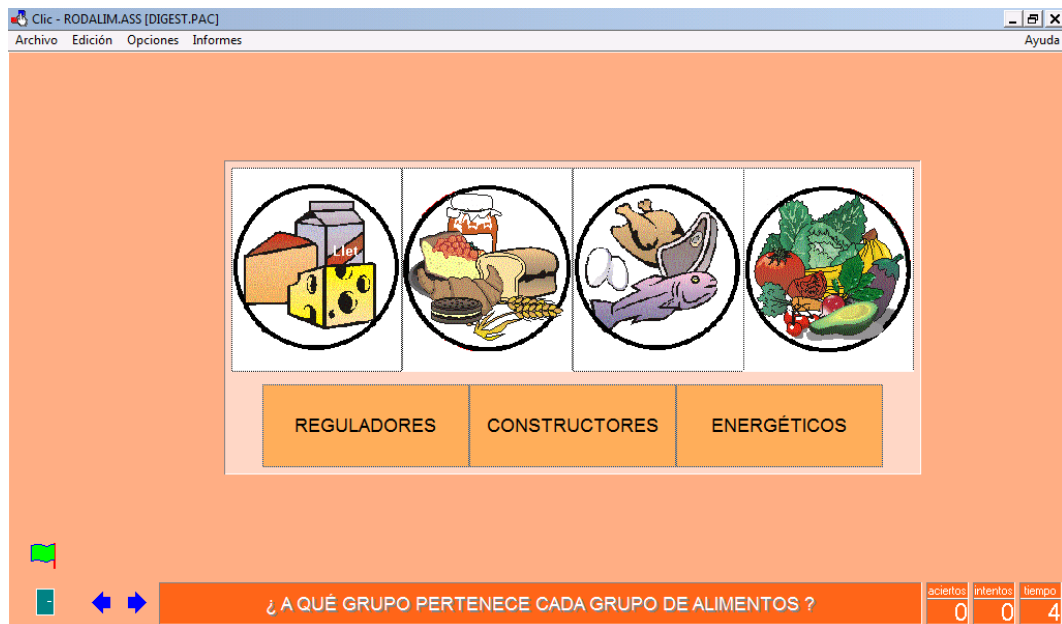 Clic - RODALIM.ASS [DIGEST.PAC]
Archivo Edición Opciones Informes Ayuda
Llet
REGULADORES CONSTRUCTORES ENERGÉTICOS
¿ A QUÉ GRUPO PERTENECE CADA GRUPO DE ALIMENTOS ?
aciertos intentos tiempo
0 0 4